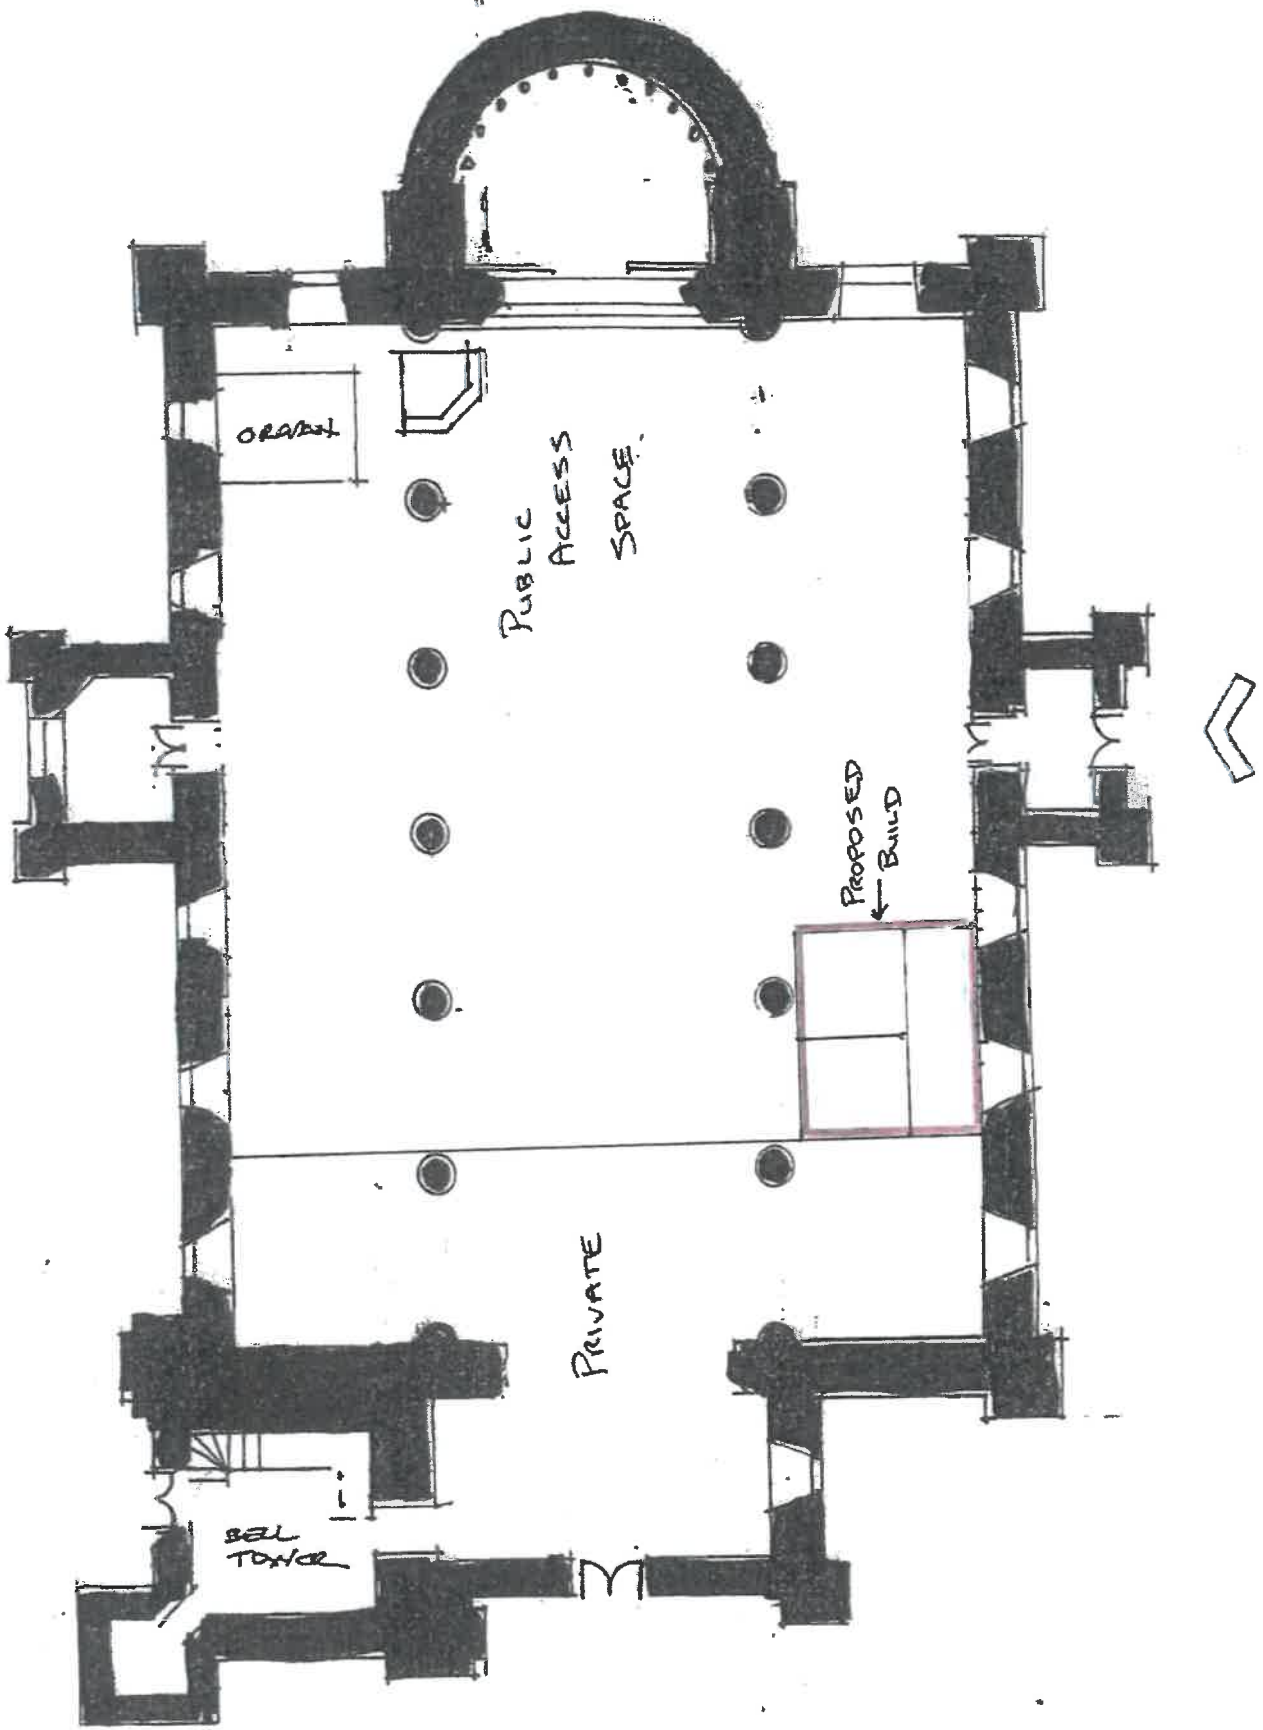 ORGAN
PUBLIC
ACCESS
SPACE.
PROPOSED
BUILD
PRIVATE
BELL
TOWER